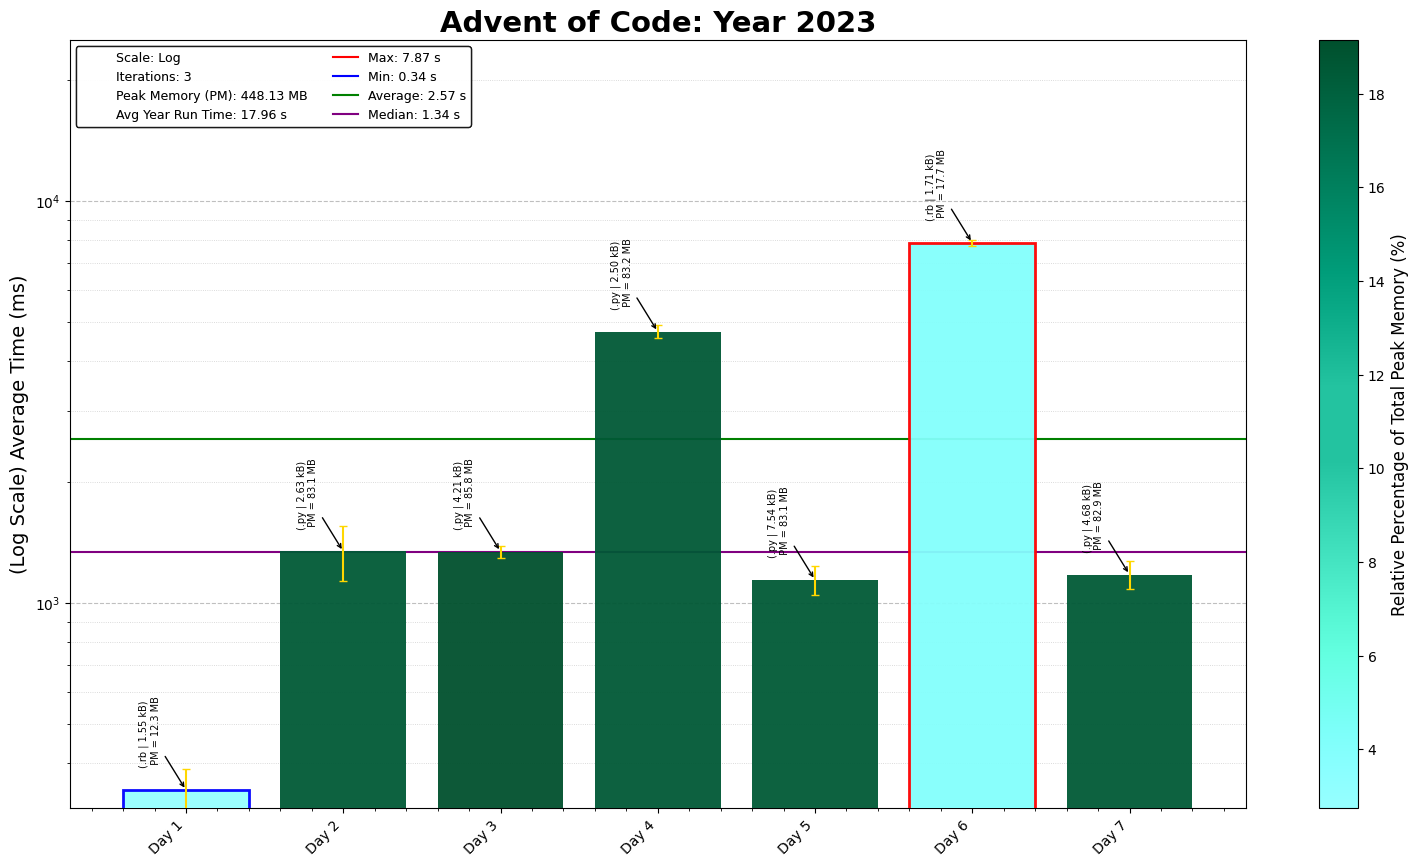 Advent of Code: Year 2023
Scale: Log
Iterations: 3
Peak Memory (PM): 448.13 MB
Avg Year Run Time: 17.96 s
Max: 7.87 s
Min: 0.34 s
Average: 2.57 s
Median: 1.34 s
(Log Scale) Average Time (ms)
10⁴
10³
(.rb | 1.55 kB)
PM = 12.3 MB
(.py | 2.63 kB)
PM = 83.1 MB
(.py | 4.21 kB)
PM = 85.8 MB
(.py | 2.50 kB)
PM = 83.2 MB
(.py | 7.54 kB)
PM = 83.1 MB
(.rb | 1.71 kB)
PM = 17.7 MB
(.py | 4.68 kB)
PM = 82.9 MB
Day 1
Day 2
Day 3
Day 4
Day 5
Day 6
Day 7
18
16
14
12
10
8
6
4
Relative Percentage of Total Peak Memory (%)